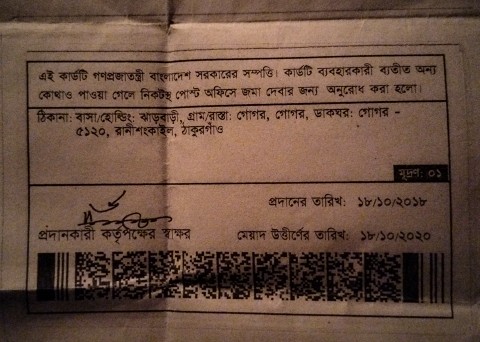 এই কার্ডটি গণপ্রজাতন্ত্রী বাংলাদেশ সরকারের সম্পত্তি। কার্ডটি ব্যবহারকারী ব্যতীত অন্য
কোথাও পাওয়া গেলে নিকটস্থ পোস্ট অফিসে জমা দেবার জন্য অনুরোধ করা হলো।
ঠিকানা: বাসা/হোল্ডিং: ঝাড়বাড়ী, গ্রাম/রাস্তা: গোগর, গোগর, ডাকঘর: গোগর -
৫১২০, রানীশংকাইল, ঠাকুরগাঁও
মূদ্রণ: ০১
প্রদানের তারিখ: ১৮/১০/২০১৮
প্রদানকারী কর্তৃপক্ষের স্বাক্ষর মেয়াদ উত্তীর্ণের তারিখ: ১৮/১০/২০২০